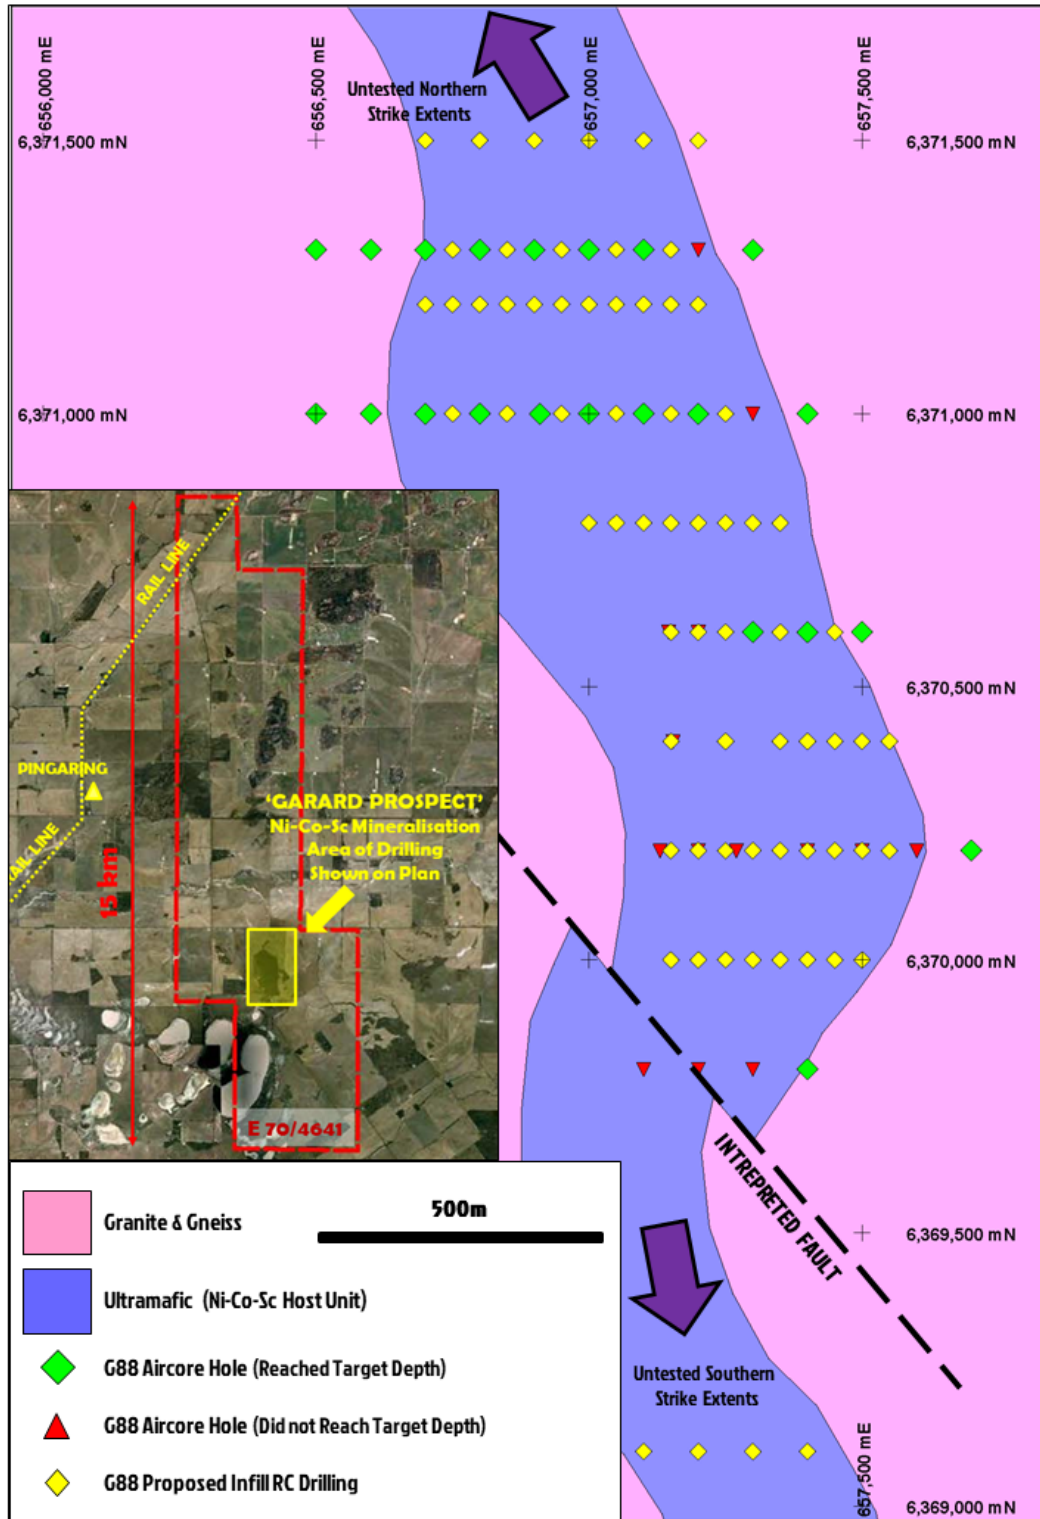 656,000 mE
656,500 mE
657,000 mE
657,500 mE
Untested Northern
Strike Extents
6,371,500 mN
6,371,500 mN
6,371,000 mN
6,371,000 mN
6,370,500 mN
6,370,000 mN
6,369,500 mN
6,369,000 mN
657,500 mE
RAIL LINE
PINGARING
RAIL LINE
15 km
'GARARD PROSPECT'
Ni-Co-Sc Mineralisation
Area of Drilling
Shown on Plan
E 70/4641
INTREPRETED FAULT
Untested Southern
Strike Extents
500m
Granite & Gneiss
Ultramafic (Ni-Co-Sc Host Unit)
G88 Aircore Hole (Reached Target Depth)
G88 Aircore Hole (Did not Reach Target Depth)
G88 Proposed Infill RC Drilling